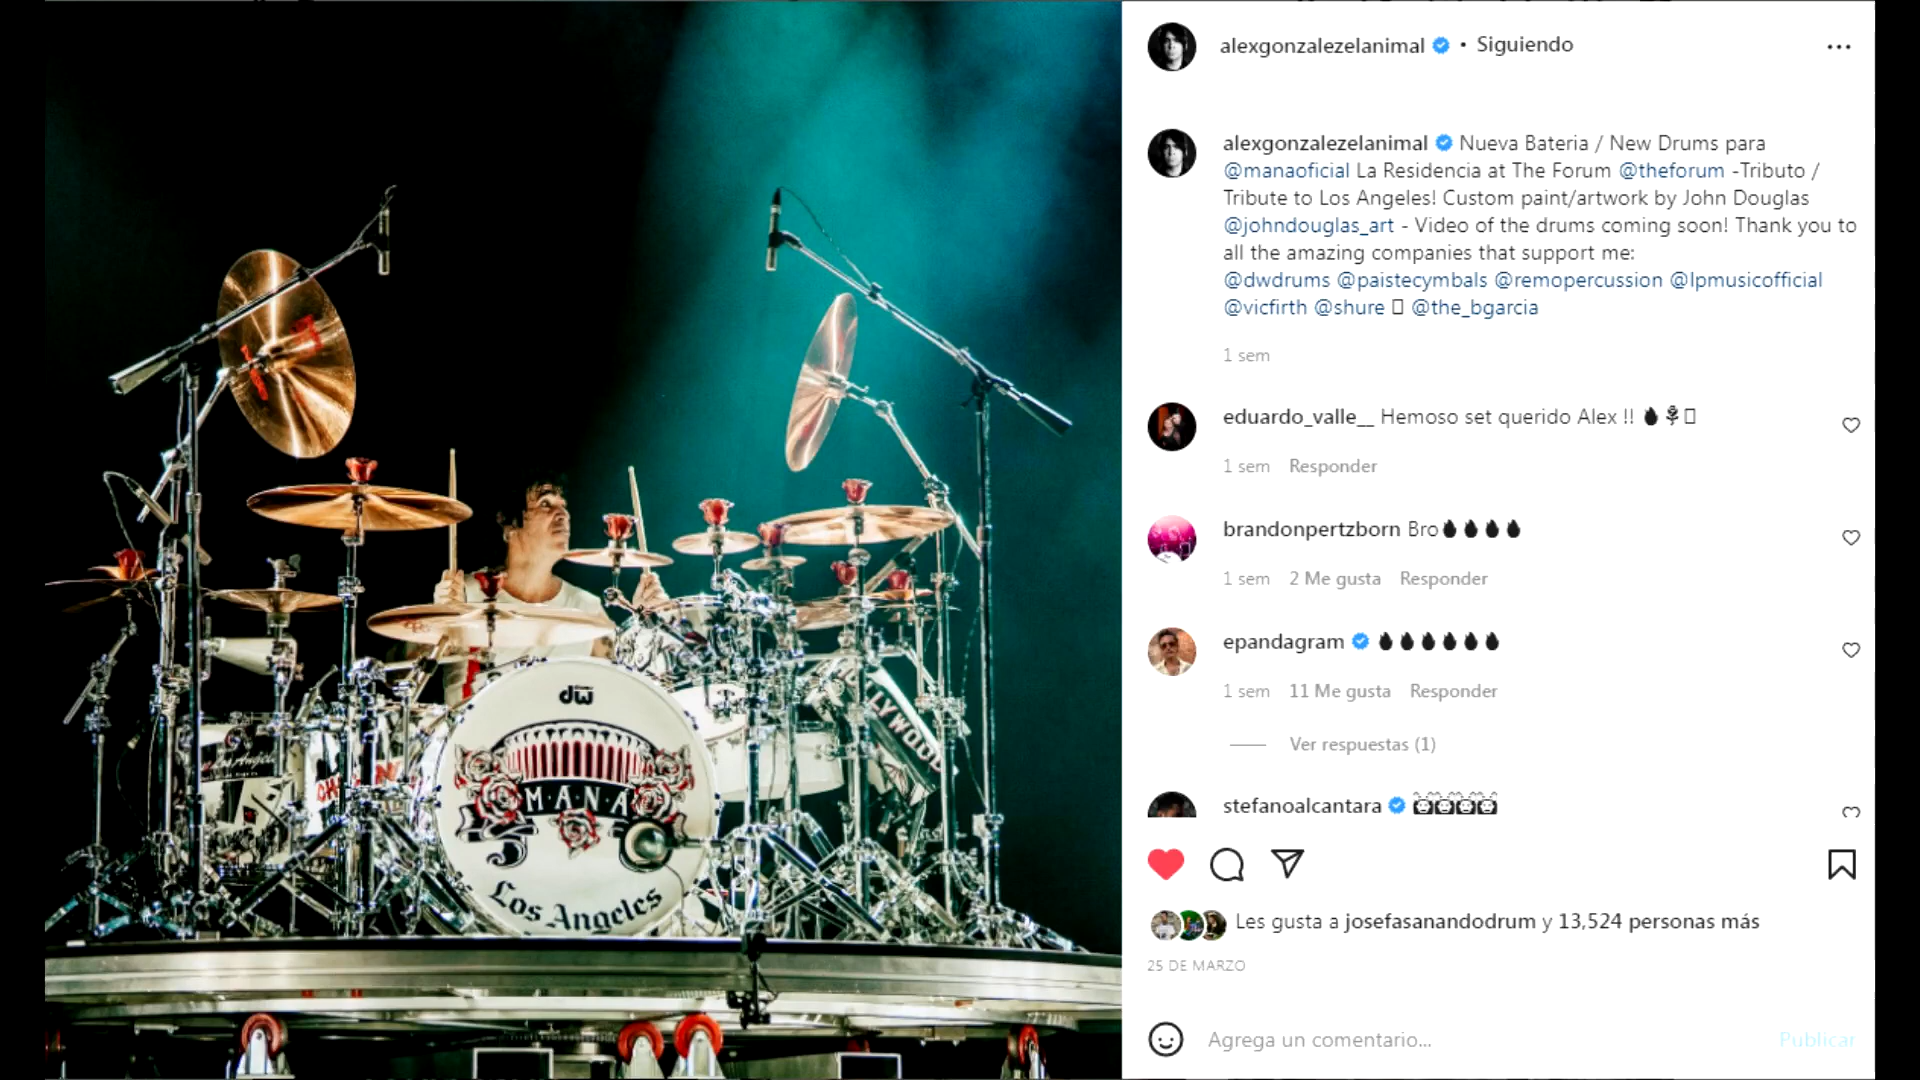 alexgonzalezelanimal • Siguiendo
alexgonzalezelanimal Nueva Bateria / New Drums para
@manaoficial La Residencia at The Forum @theforum -Tributo /
Tribute to Los Angeles! Custom paint/artwork by John Douglas
@johndouglas_art - Video of the drums coming soon! Thank you to
all the amazing companies that support me:
@dwdrums @paistecymbals @remopercussion @lpmusicofficial
@vicfirth @shure @the_bgarcia
1 sem
eduardo_valle__ Hemoso set querido Alex !!
1 sem Responder
brandonpertzborn Bro
1 sem 2 Me gusta Responder
epandagram
1 sem 11 Me gusta Responder
Ver respuestas (1)
stefanoalcantara
Les gusta a josefasanandodrum y 13,524 personas más
25 DE MARZO
Agrega un comentario...
Publicar
dw
MANA
Los Angeles
HOLLYWOOD